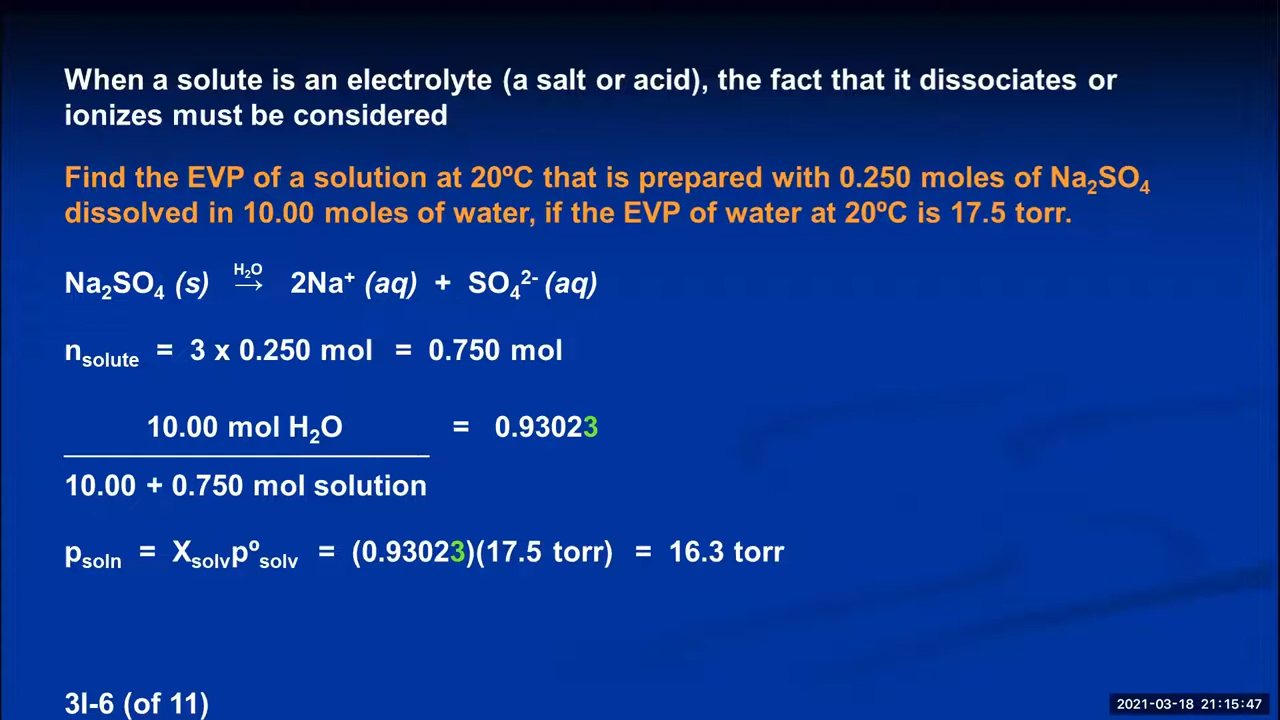 When a solute is an electrolyte (a salt or acid), the fact that it dissociates or
ionizes must be considered
Find the EVP of a solution at 20ºC that is prepared with 0.250 moles of Na₂SO₄
dissolved in 10.00 moles of water, if the EVP of water at 20ºC is 17.5 torr.
Na₂SO₄ (s) H₂O → 2Na⁺ (aq) + SO₄²⁻ (aq)
nsolute = 3 x 0.250 mol = 0.750 mol
10.00 mol H₂O = 0.93023
10.00 + 0.750 mol solution
psoln = Xsolvpºsolv = (0.93023)(17.5 torr) = 16.3 torr
3I-6 (of 11)
2021-03-18 21:15:47